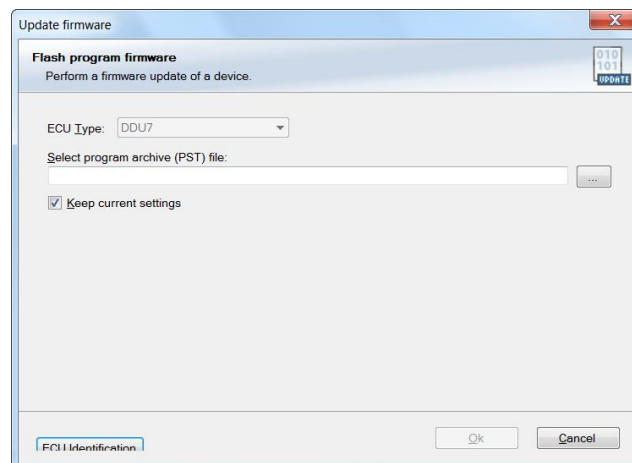 Update firmware
Flash program firmware
Perform a firmware update of a device.
010
101
UPDATE
ECU Type: DDU7
Select program archive (PST) file:
...
Keep current settings
Ok
Cancel
ECU Identification